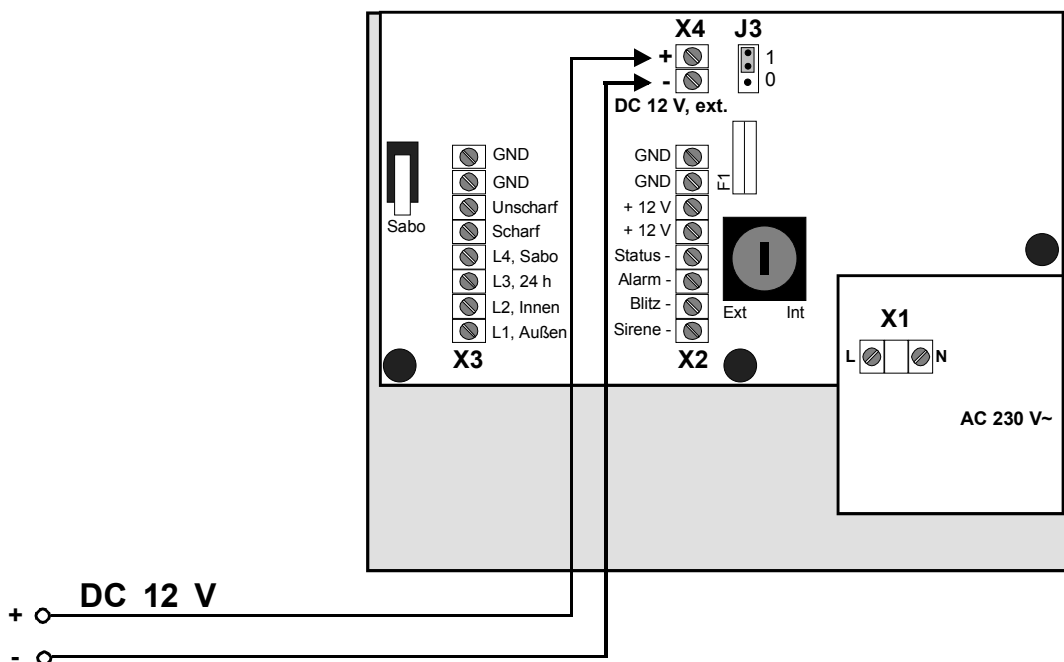 X4 J3
+
1
-
0
DC 12 V, ext.
GND
GND
Unscharf
Scharf
L4, Sabo
L3, 24 h
L2, Innen
L1, Außen
X3
Sabo
GND
GND
+ 12 V
+ 12 V
Status -
Alarm -
Blitz -
Sirene -
X2
F1
Ext Int
X1
L N
AC 230 V~
DC 12 V
+
-